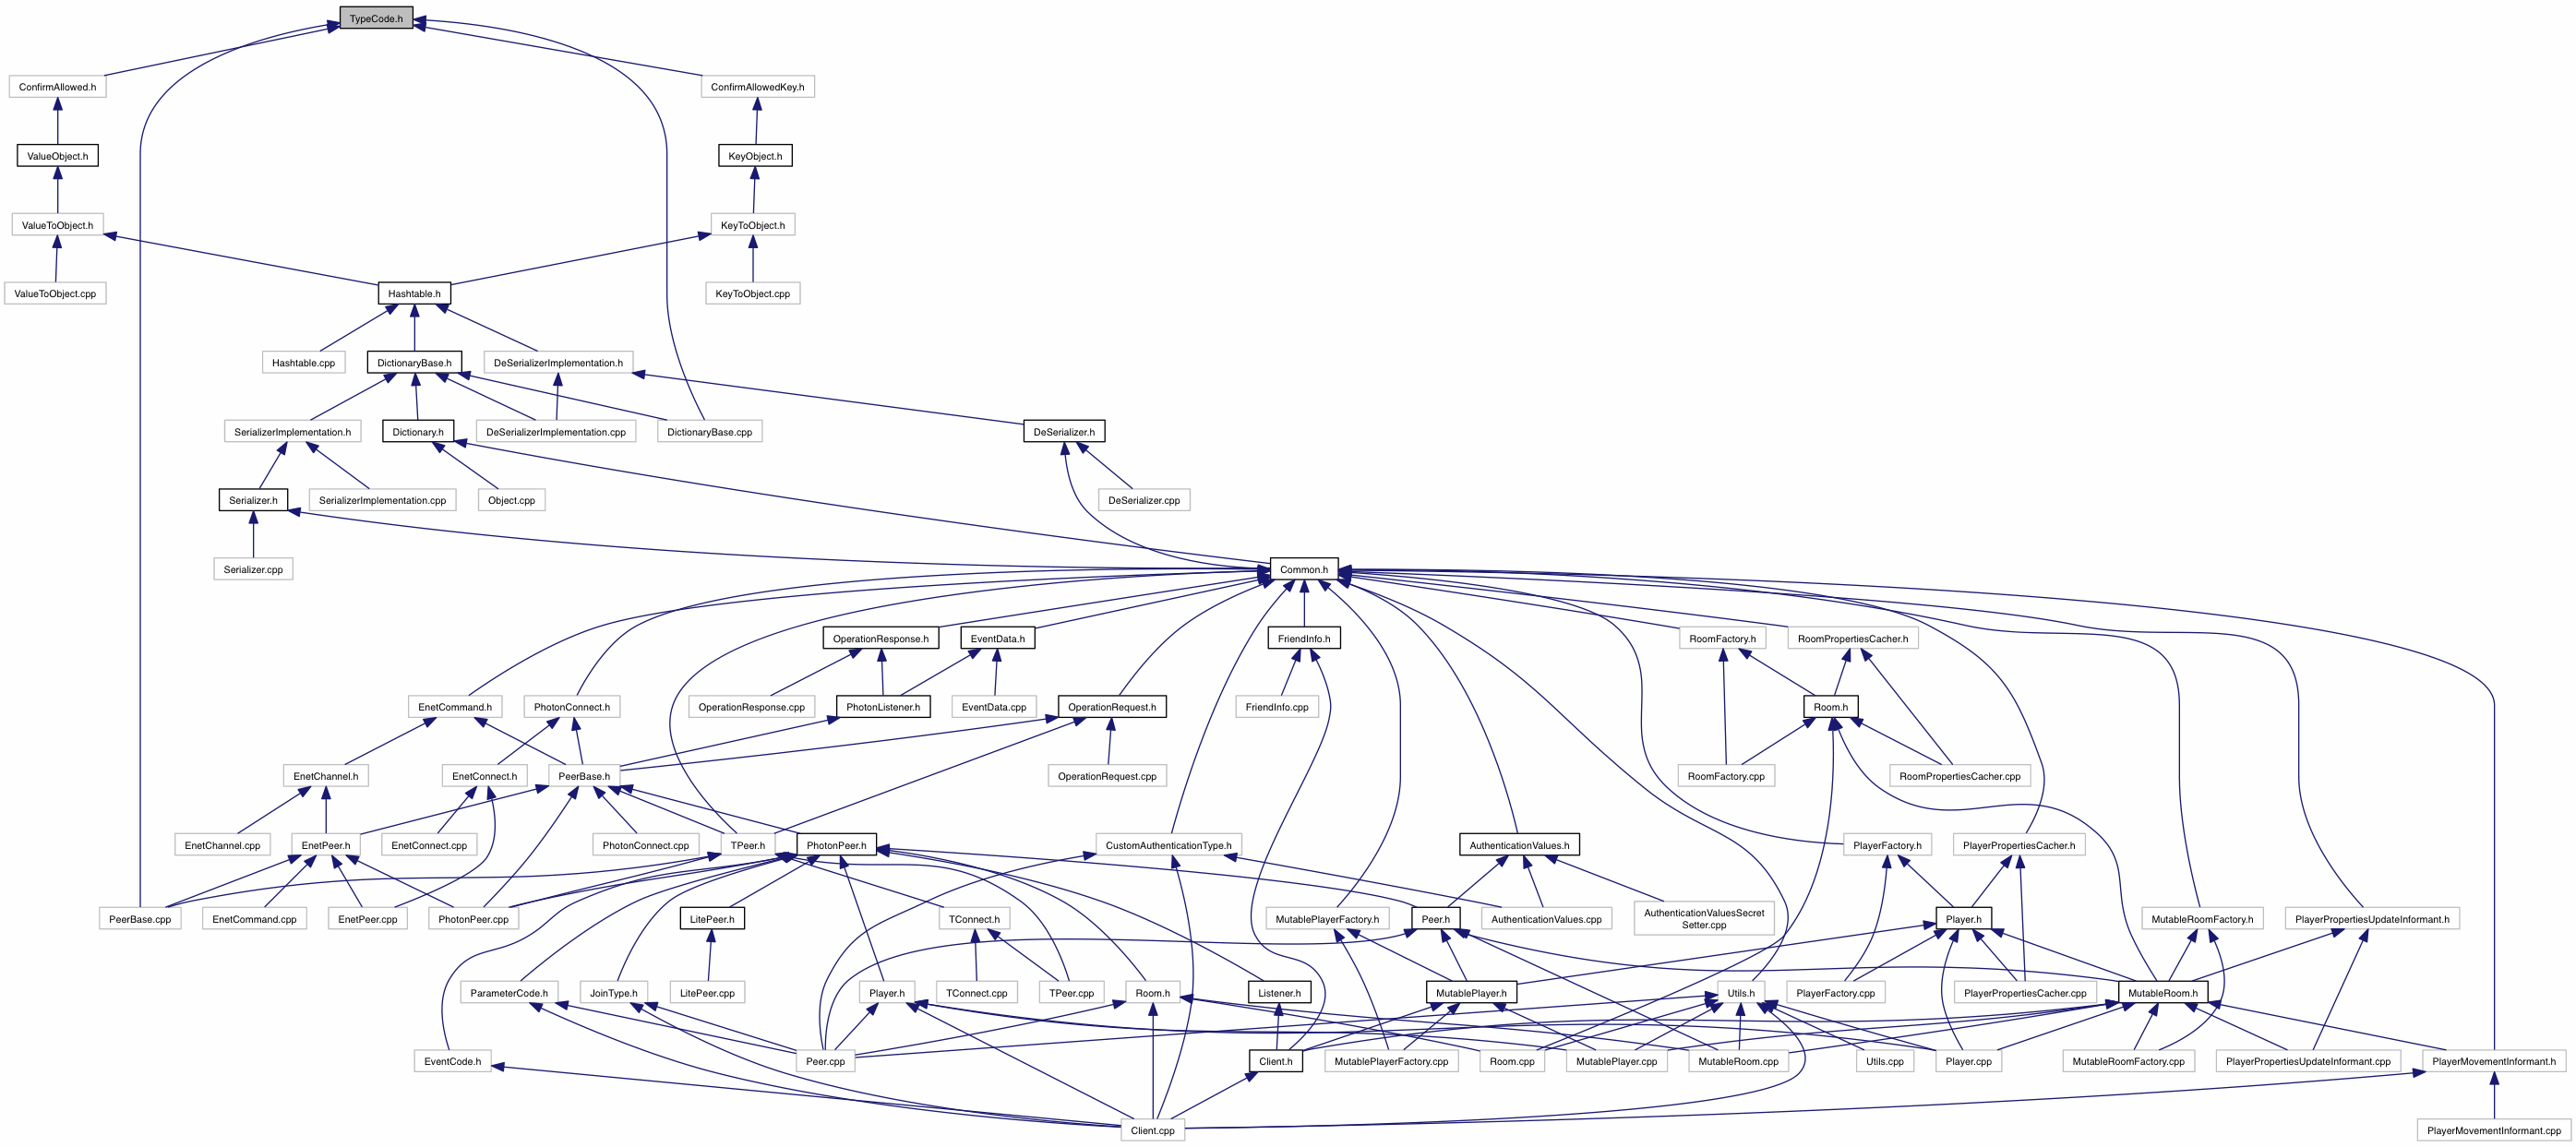 TypeCode.h
ConfirmAllowed.h
ConfirmAllowedKey.h
ValueObject.h
KeyObject.h
ValueToObject.h
KeyToObject.h
ValueToObject.cpp
Hashtable.h
KeyToObject.cpp
Hashtable.cpp
DictionaryBase.h
DeSerializerImplementation.h
SerializerImplementation.h
Dictionary.h
DeSerializerImplementation.cpp
DictionaryBase.cpp
DeSerializer.h
Serializer.h
SerializerImplementation.cpp
Object.cpp
DeSerializer.cpp
Serializer.cpp
Common.h
OperationResponse.h
EventData.h
FriendInfo.h
RoomFactory.h
RoomPropertiesCacher.h
EnetCommand.h
PhotonConnect.h
OperationResponse.cpp
PhotonListener.h
EventData.cpp
OperationRequest.h
FriendInfo.cpp
Room.h
EnetChannel.h
EnetConnect.h
PeerBase.h
OperationRequest.cpp
RoomFactory.cpp
RoomPropertiesCacher.cpp
EnetChannel.cpp
EnetPeer.h
EnetConnect.cpp
PhotonConnect.cpp
TPeer.h
PhotonPeer.h
CustomAuthenticationType.h
AuthenticationValues.h
PlayerFactory.h
PlayerPropertiesCacher.h
PeerBase.cpp
EnetCommand.cpp
EnetPeer.cpp
PhotonPeer.cpp
LitePeer.h
TConnect.h
MutablePlayerFactory.h
Peer.h
AuthenticationValues.cpp
AuthenticationValuesSecret
Setter.cpp
Player.h
MutableRoomFactory.h
PlayerPropertiesUpdateInformant.h
ParameterCode.h
JoinType.h
LitePeer.cpp
Player.h
TConnect.cpp
TPeer.cpp
Room.h
Listener.h
MutablePlayer.h
Utils.h
PlayerFactory.cpp
PlayerPropertiesCacher.cpp
MutableRoom.h
EventCode.h
Peer.cpp
Client.h
MutablePlayerFactory.cpp
Room.cpp
MutablePlayer.cpp
MutableRoom.cpp
Utils.cpp
Player.cpp
MutableRoomFactory.cpp
PlayerPropertiesUpdateInformant.cpp
PlayerMovementInformant.h
Client.cpp
PlayerMovementInformant.cpp